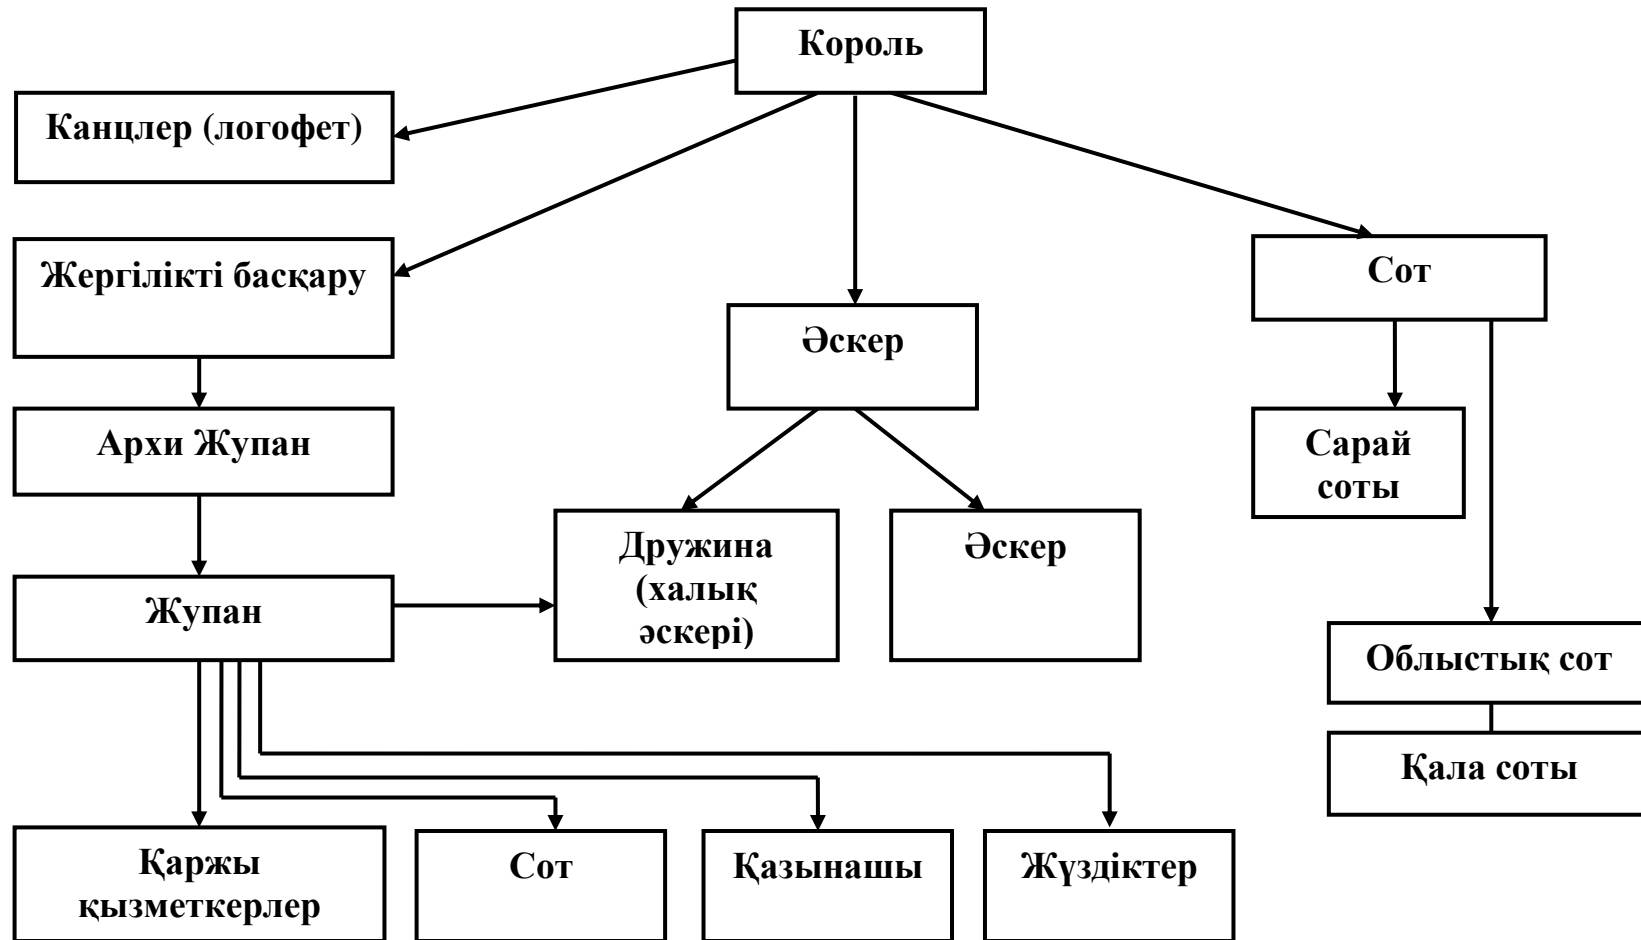 Король
Канцлер (логофет)
Жергілікті басқару
Сот
Әскер
Архи Жупан
Сарай
соты
Дружина
(халық
әскері)
Әскер
Жупан
Облыстық сот
Қала соты
Қаржы
қызметкерлер
Сот
Қазынашы
Жүздіктер